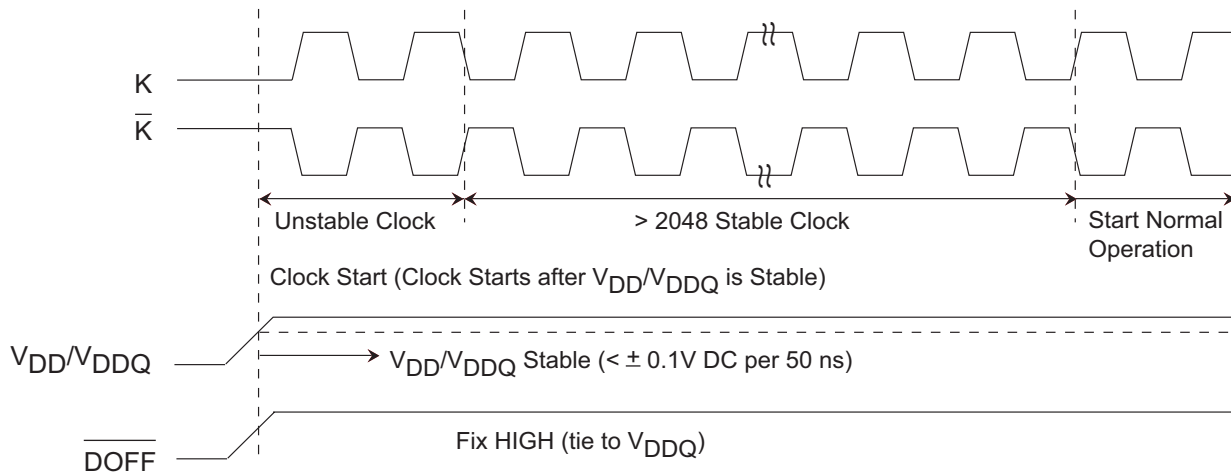 K
K̅
Unstable Clock
> 2048 Stable Clock
Start Normal
Operation
Clock Start (Clock Starts after VDD/VDDQ is Stable)
VDD/VDDQ
VDD/VDDQ Stable (< ± 0.1V DC per 50 ns)
Fix HIGH (tie to VDDQ)
D̅O̅F̅F̅